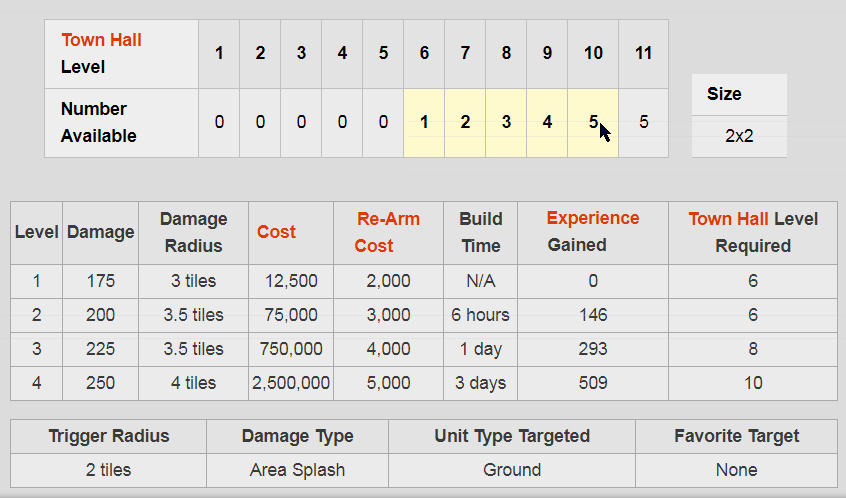 Town Hall Level 1 2 3 4 5 6 7 8 9 10 11
Number Available 0 0 0 0 0 1 2 3 4 5 5
Size
2x2
Level Damage Damage Radius Cost Re-Arm Cost Build Time Experience Gained Town Hall Level Required
1 175 3 tiles 12,500 2,000 N/A 0 6
2 200 3.5 tiles 75,000 3,000 6 hours 146 6
3 225 3.5 tiles 750,000 4,000 1 day 293 8
4 250 4 tiles 2,500,000 5,000 3 days 509 10
Trigger Radius Damage Type Unit Type Targeted Favorite Target
2 tiles Area Splash Ground None